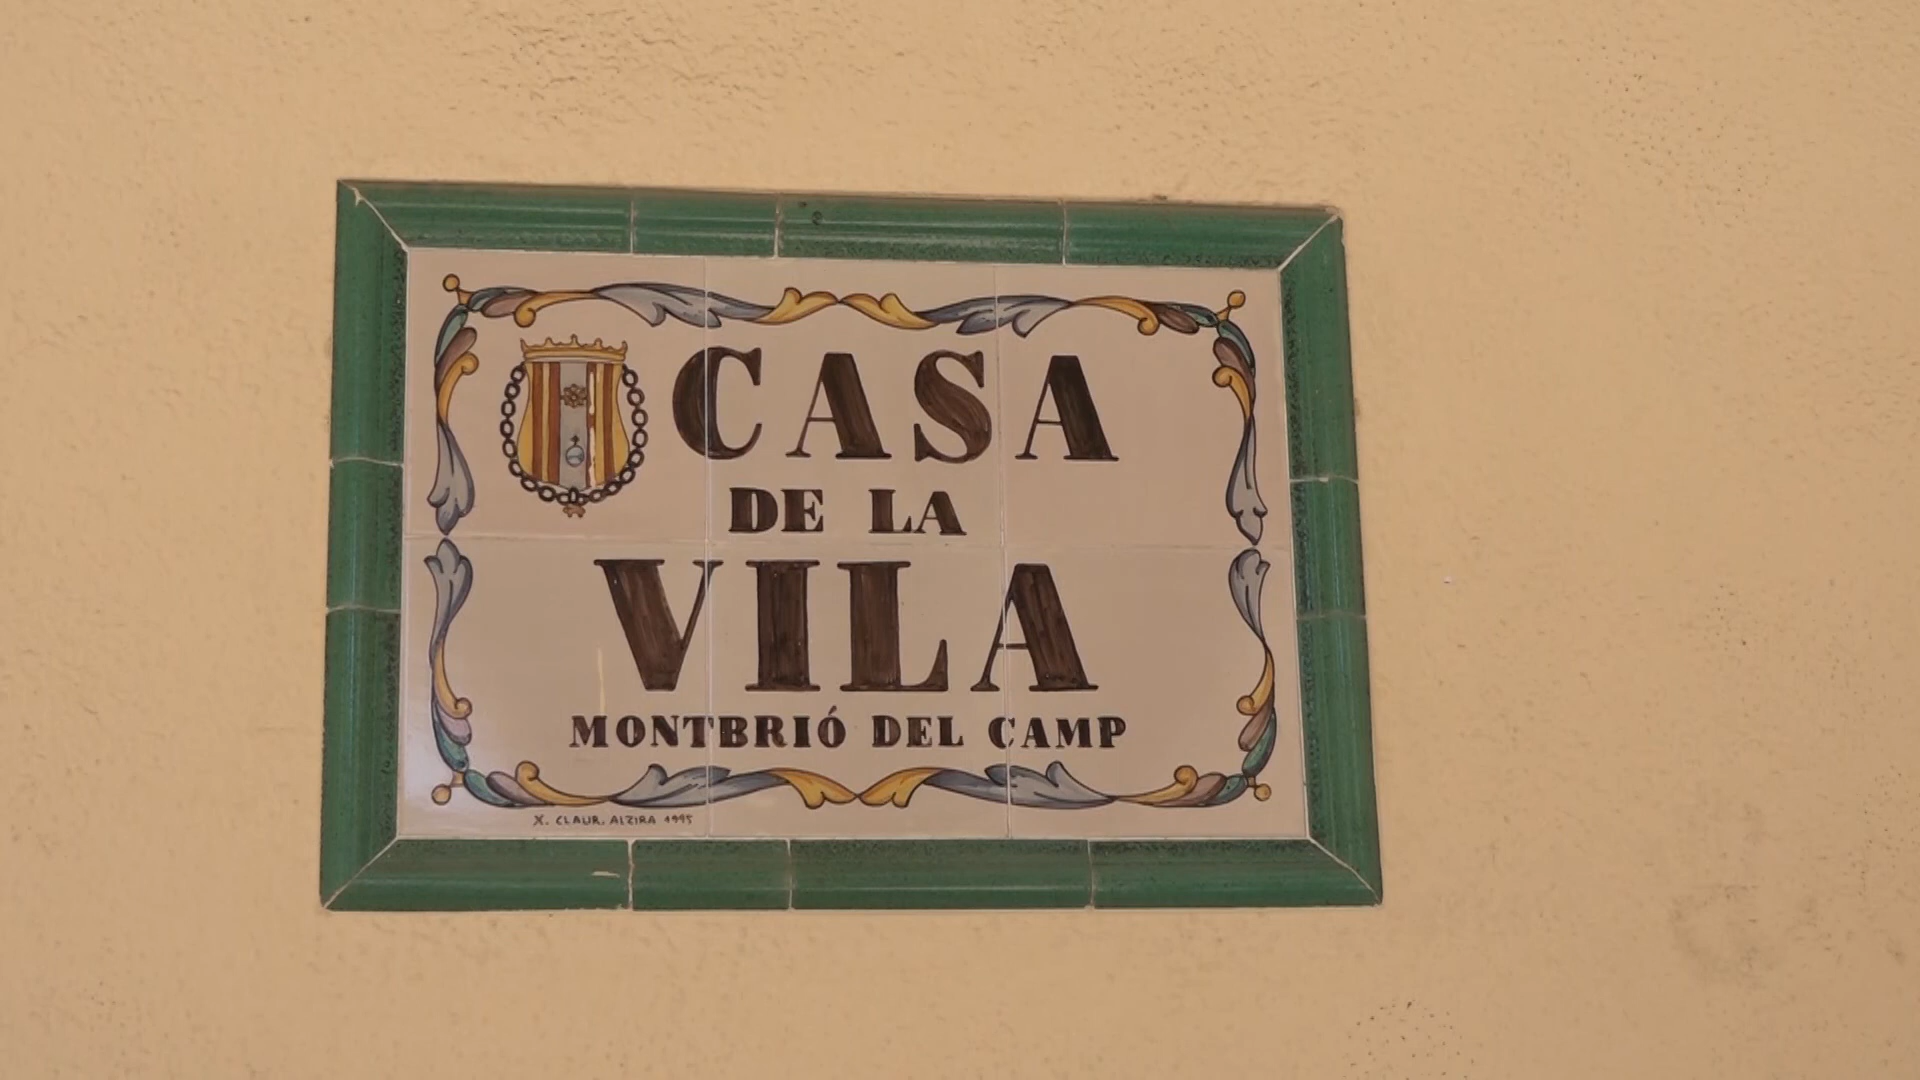 CASA
DE LA
VILA
MONTBRIÓ DEL CAMP
X. CLAUR. ALZIRA 1995